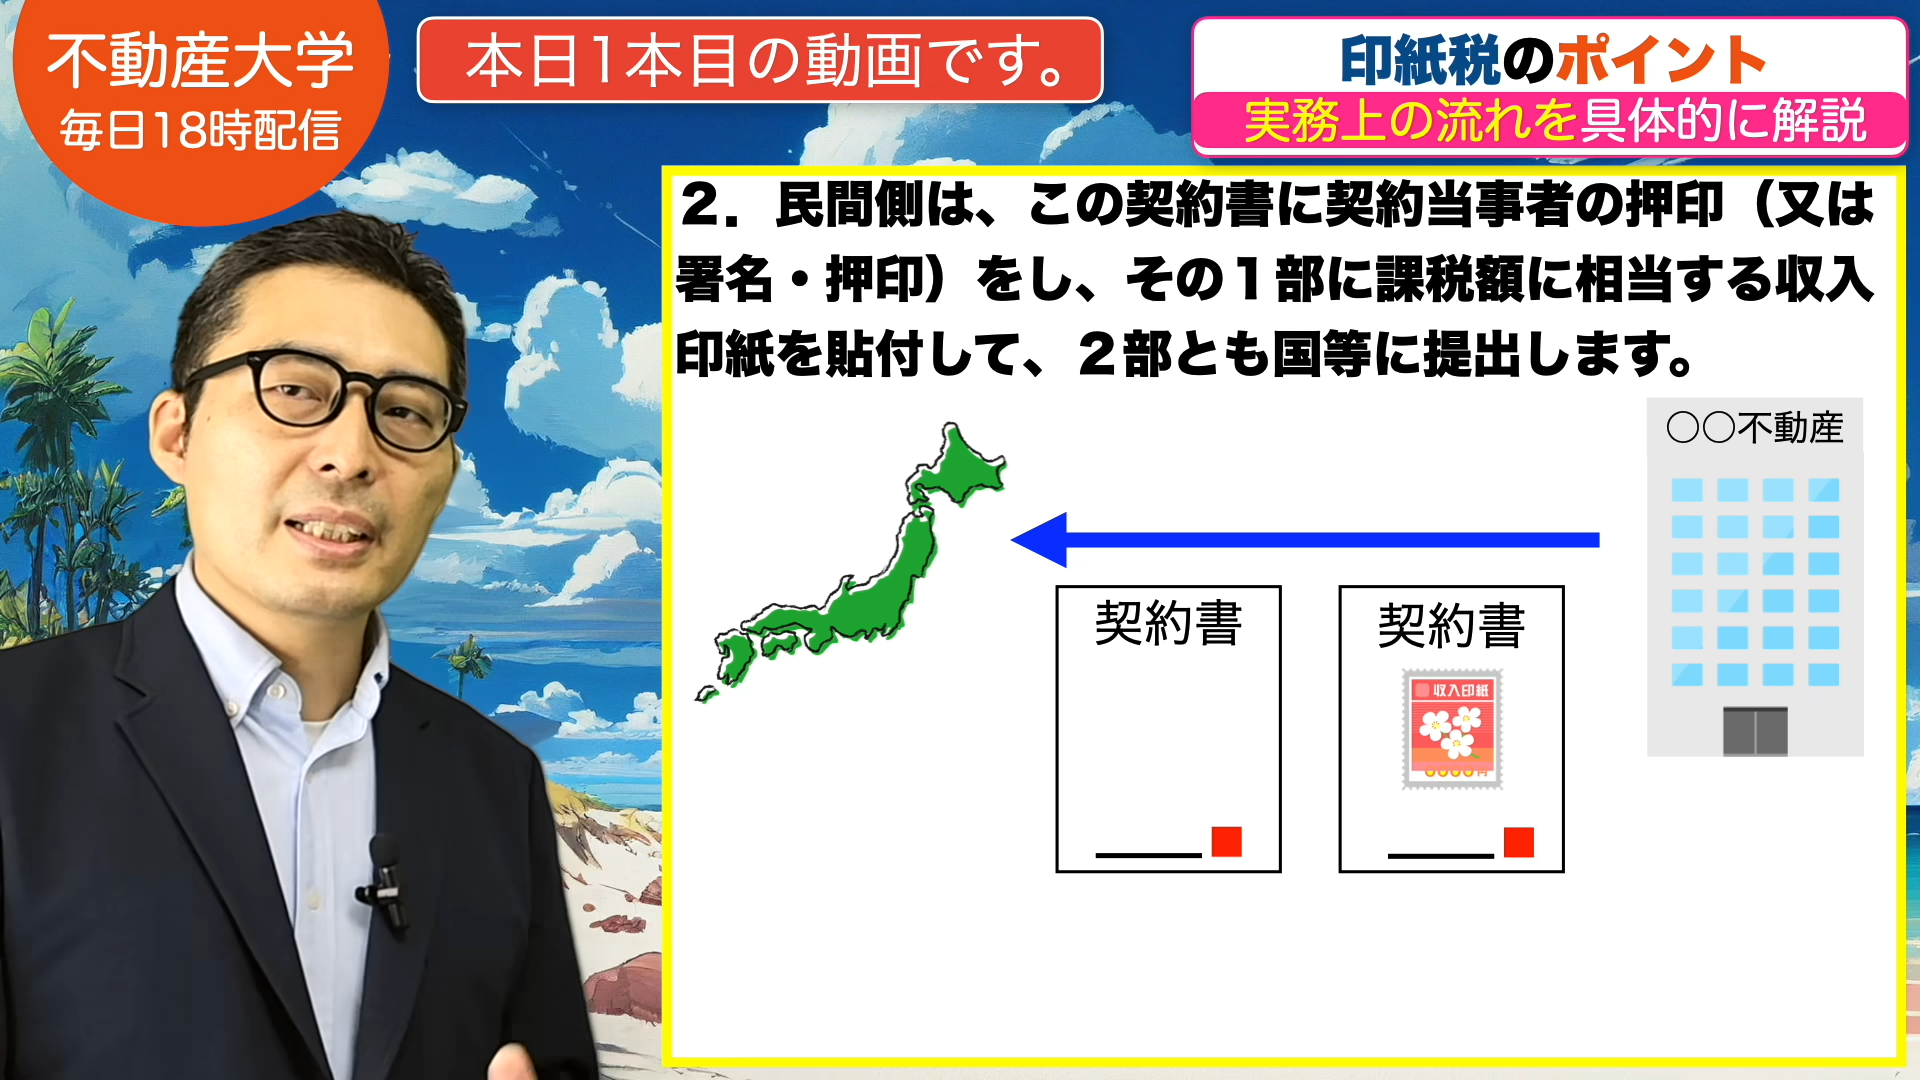 不動産大学
毎日18時配信
本日1本目の動画です。
印紙税のポイント
実務上の流れを具体的に解説
２．民間側は、この契約書に契約当事者の押印（又は
署名・押印）をし、その１部に課税額に相当する収入
印紙を貼付して、２部とも国等に提出します。
〇〇不動産
契約書
契約書
収入印紙